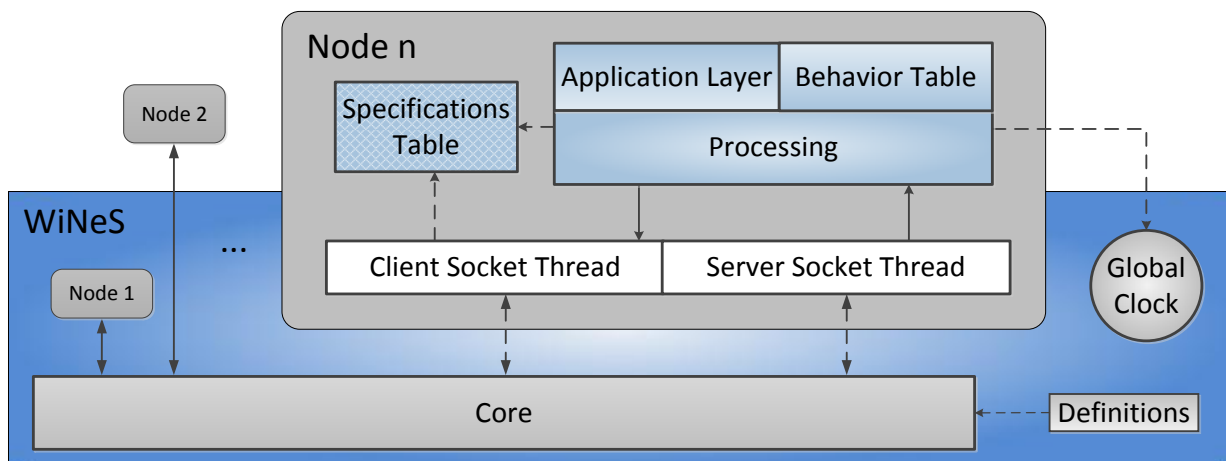 Node n
Application Layer
Behavior Table
Specifications
Table
Processing
Node 2
WiNeS
...
Client Socket Thread
Server Socket Thread
Global
Clock
Node 1
Core
Definitions